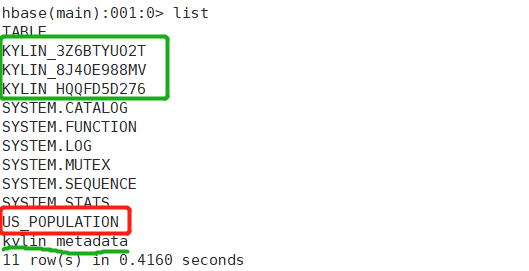 hbase(main):001:0> list
TABLE
KYLIN_3Z6BTYUO2T
KYLIN_8J4OE988MV
KYLIN_HQQFD5D276
SYSTEM.CATALOG
SYSTEM.FUNCTION
SYSTEM.LOG
SYSTEM.MUTEX
SYSTEM.SEQUENCE
SYSTEM.STATS
US_POPULATION
kylin_metadata
11 row(s) in 0.4160 seconds